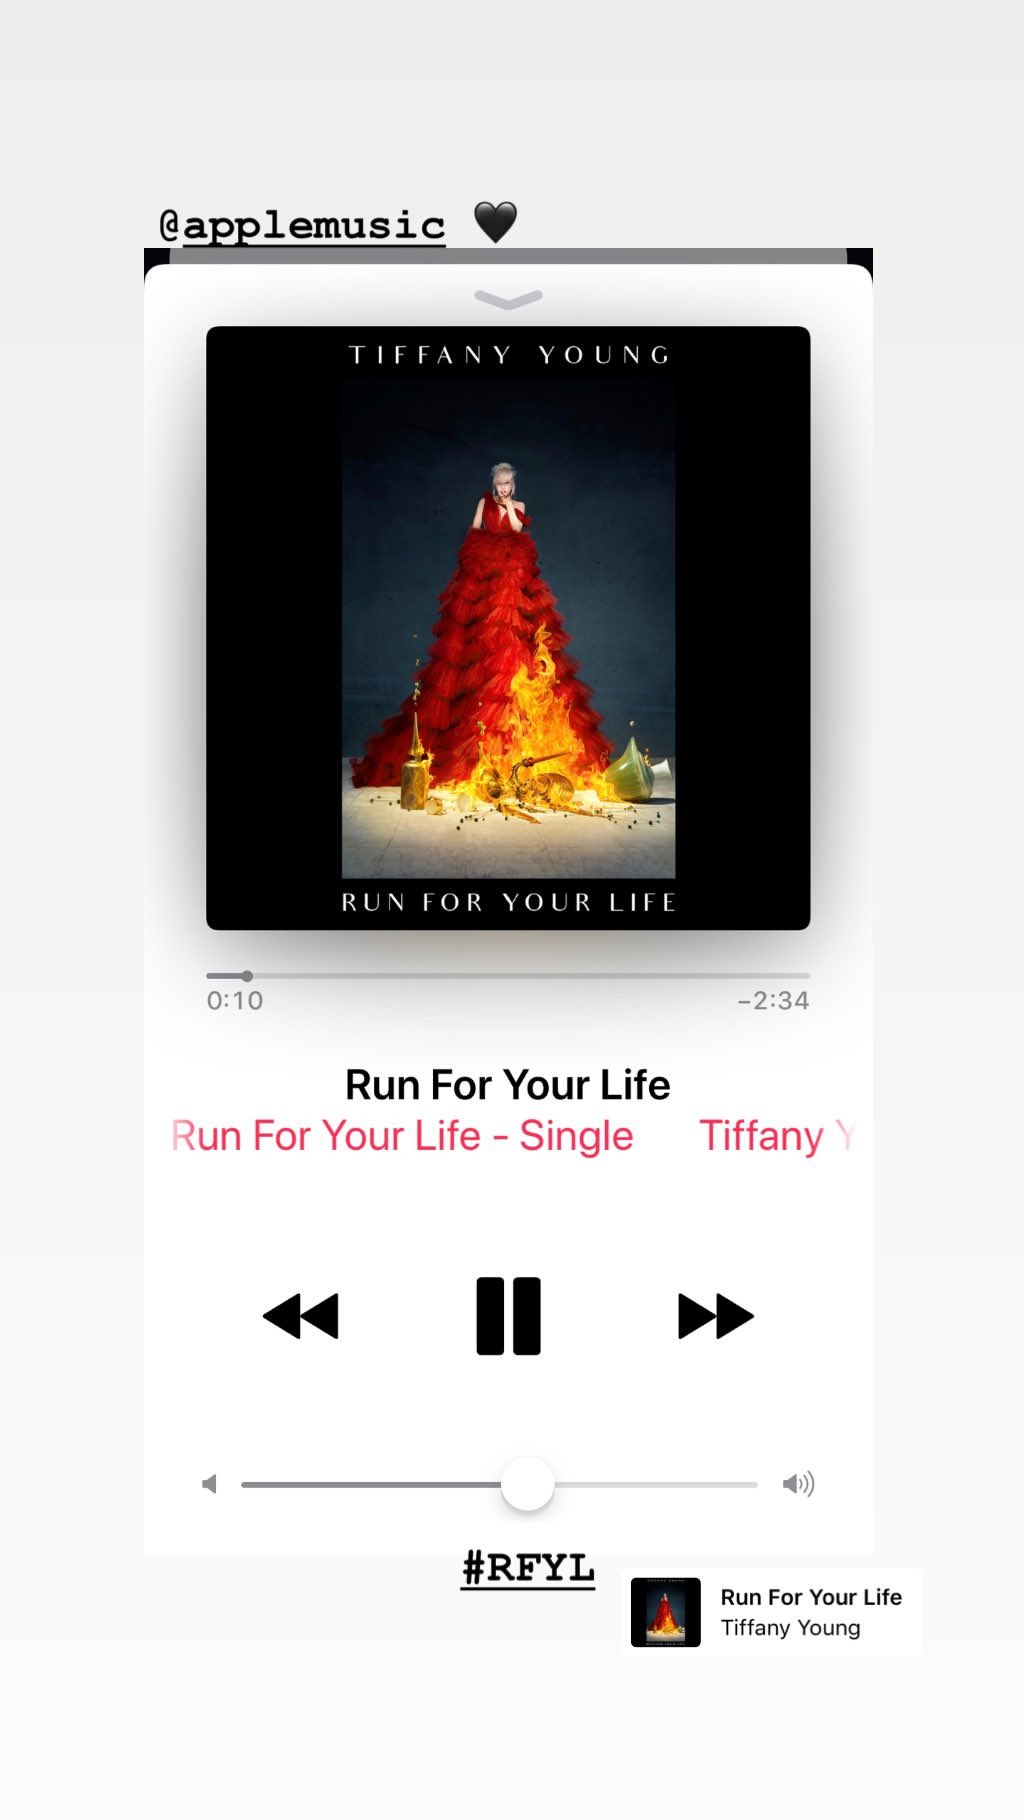 @applemusic 🖤
TIFFANY YOUNG
RUN FOR YOUR LIFE
0:10
-2:34
Run For Your Life
Run For Your Life - Single Tiffany Y
#RFYL
Run For Your Life
Tiffany Young